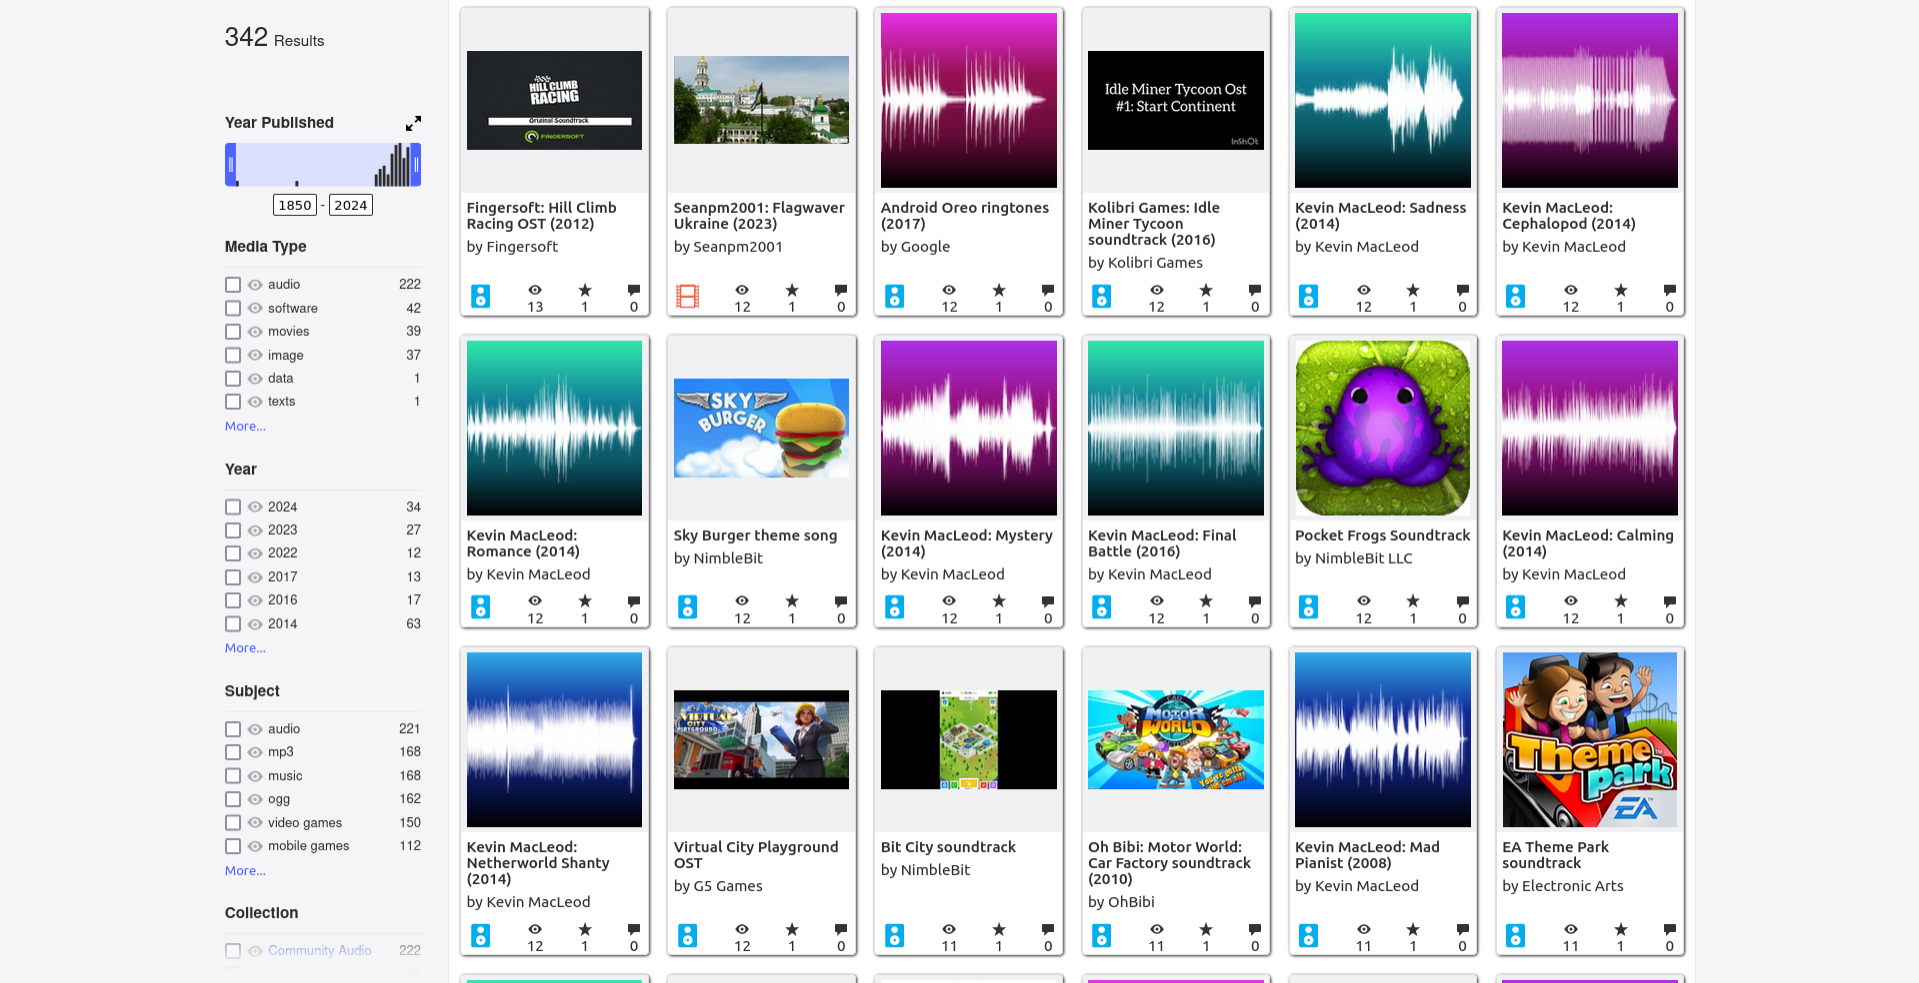 342 Results
Year Published
1850 - 2024
Media Type
audio 222
software 42
movies 39
image 37
data 1
texts 1
More...
Year
2024 34
2023 27
2022 12
2017 13
2016 17
2014 63
More...
Subject
audio 221
mp3 168
music 168
ogg 162
video games 150
mobile games 112
More...
Collection
Community Audio 222
HILL CLIMB
RACING
Original Soundtrack
FINGERSOFT
Fingersoft: Hill Climb
Racing OST (2012)
by Fingersoft
13 1 0
Seanpm2001: Flagwaver
Ukraine (2023)
by Seanpm2001
12 1 0
Android Oreo ringtones
(2017)
by Google
12 1 0
Idle Miner Tycoon Ost
#1: Start Continent
InShOt
Kolibri Games: Idle
Miner Tycoon
soundtrack (2016)
by Kolibri Games
12 1 0
Kevin MacLeod: Sadness
(2014)
by Kevin MacLeod
12 1 0
Kevin MacLeod:
Cephalopod (2014)
by Kevin MacLeod
12 1 0
Kevin MacLeod:
Romance (2014)
by Kevin MacLeod
12 1 0
SKY
BURGER
Sky Burger theme song
by NimbleBit
12 1 0
Kevin MacLeod: Mystery
(2014)
by Kevin MacLeod
12 1 0
Kevin MacLeod: Final
Battle (2016)
by Kevin MacLeod
12 1 0
Pocket Frogs Soundtrack
by NimbleBit LLC
12 1 0
Kevin MacLeod: Calming
(2014)
by Kevin MacLeod
12 1 0
Kevin MacLeod:
Netherworld Shanty
(2014)
by Kevin MacLeod
12 1 0
VIRTUAL
CITY
PLAYGROUND
Virtual City Playground
OST
by G5 Games
12 1 0
Bit City soundtrack
by NimbleBit
11 1 0
MOTOR
WORLD
You've gotta
Oh Bibi: Motor World:
Car Factory soundtrack
(2010)
by OhBibi
11 1 0
Kevin MacLeod: Mad
Pianist (2008)
by Kevin MacLeod
11 1 0
Theme
park
EA
EA Theme Park
soundtrack
by Electronic Arts
11 1 0